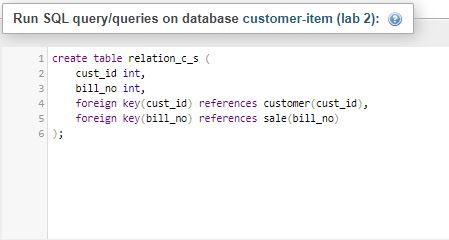 Run SQL query/queries on database customer-item (lab 2):
1 create table relation_c_s (
2 cust_id int,
3 bill_no int,
4 foreign key(cust_id) references customer(cust_id),
5 foreign key(bill_no) references sale(bill_no)
6 );